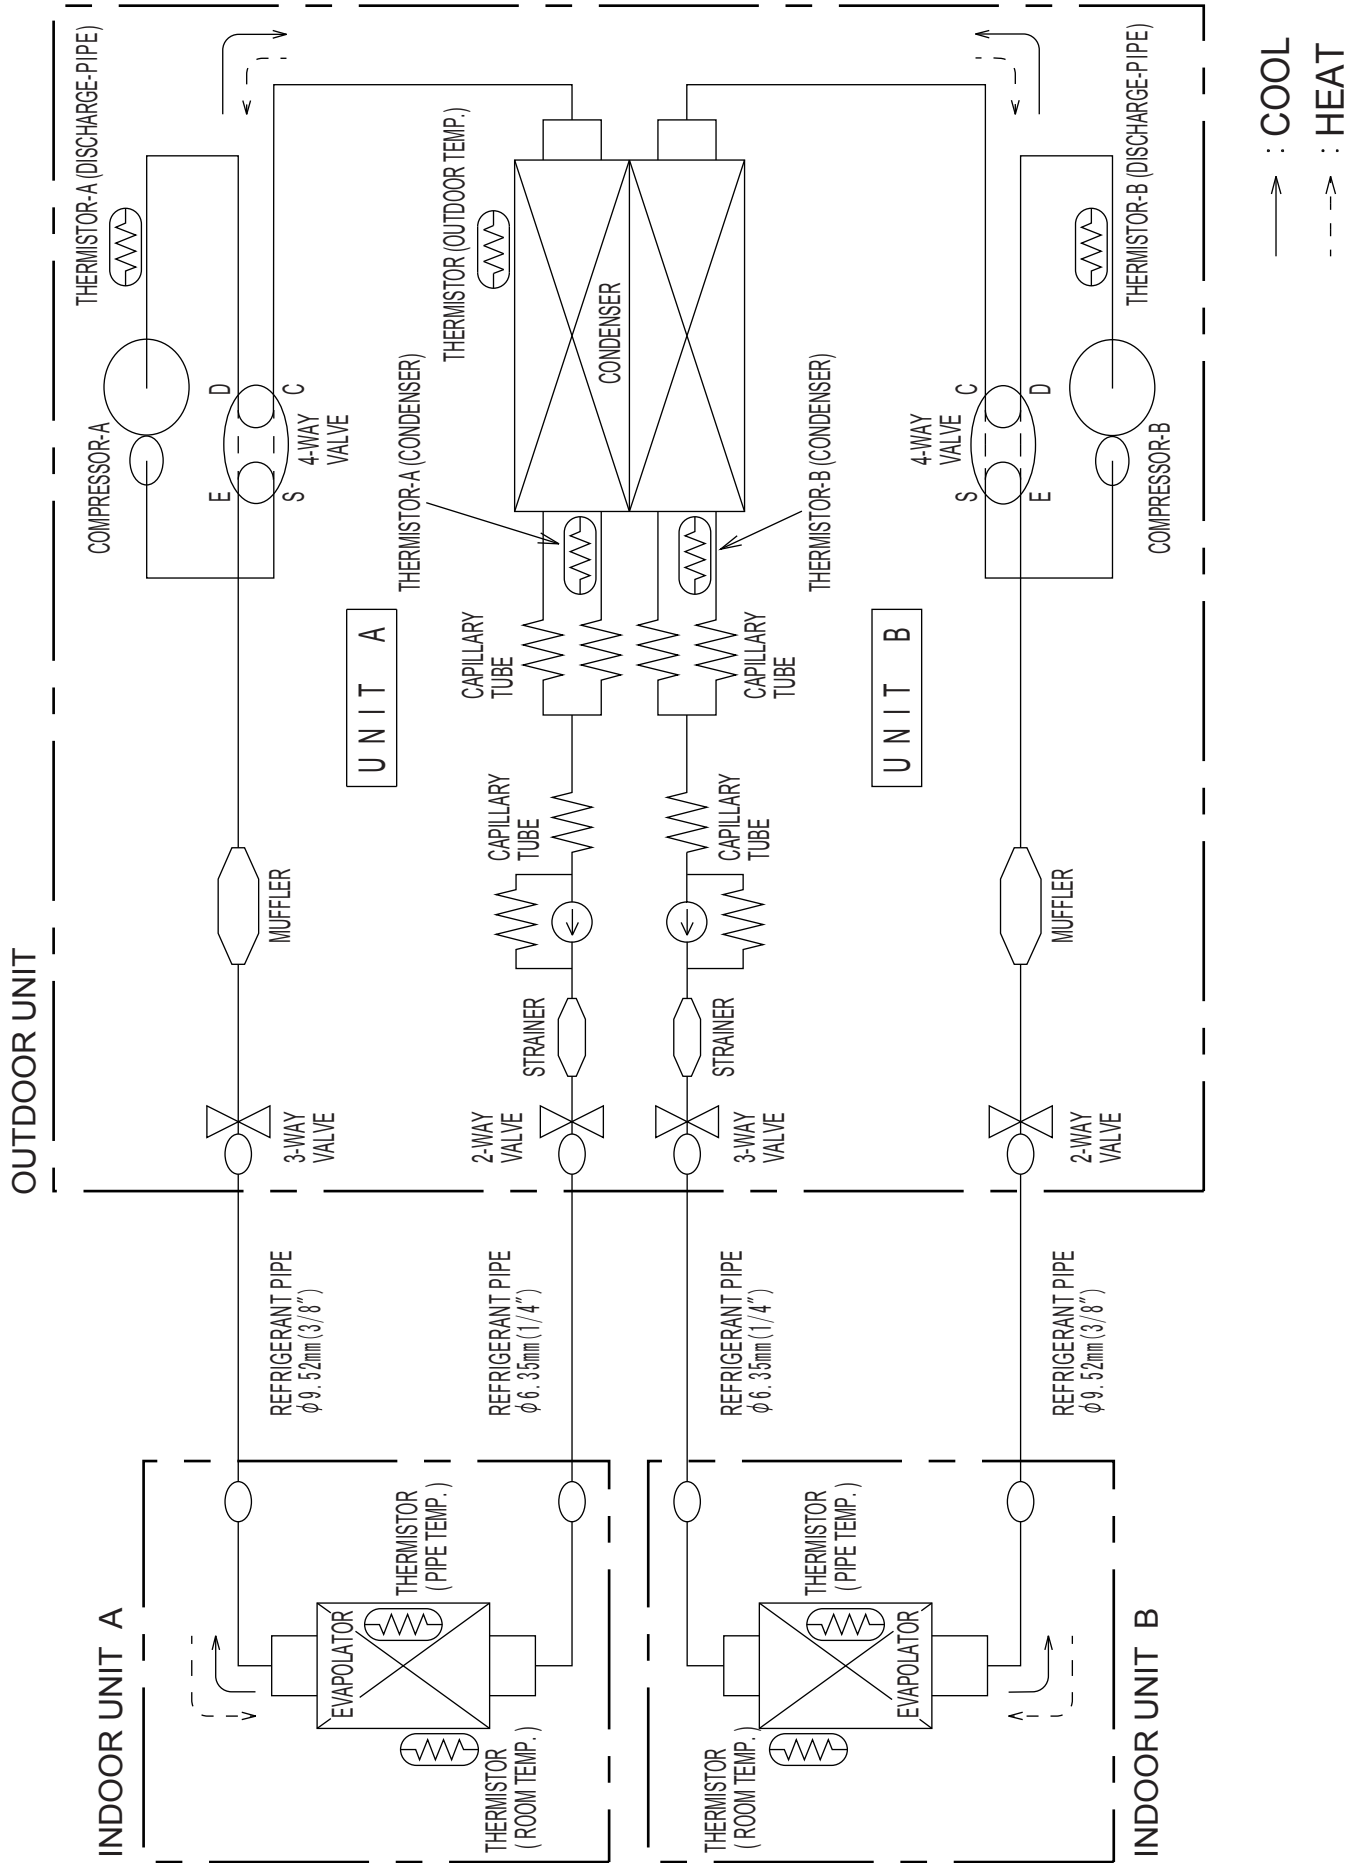 OUTDOOR UNIT
THERMISTOR-A (DISCHARGE-PIPE)
COMPRESSOR-A
E
D
S
C
4-WAY
VALVE
MUFFLER
3-WAY
VALVE
UNIT A
THERMISTOR (OUTDOOR TEMP.)
THERMISTOR-A (CONDENSER)
CAPILLARY
TUBE
CAPILLARY
TUBE
STRAINER
2-WAY
VALVE
CONDENSER
THERMISTOR-B (CONDENSER)
CAPILLARY
TUBE
CAPILLARY
TUBE
STRAINER
3-WAY
VALVE
UNIT B
4-WAY
VALVE
S
C
E
D
MUFFLER
2-WAY
VALVE
COMPRESSOR-B
THERMISTOR-B (DISCHARGE-PIPE)
REFRIGERANT PIPE
ϕ9.52mm(3/8″)
REFRIGERANT PIPE
ϕ6.35mm(1/4″)
REFRIGERANT PIPE
ϕ6.35mm(1/4″)
REFRIGERANT PIPE
ϕ9.52mm(3/8″)
INDOOR UNIT A
EVAPOLATOR
THERMISTOR
(PIPE TEMP.)
THERMISTOR
(ROOM TEMP.)
THERMISTOR
(PIPE TEMP.)
THERMISTOR
(ROOM TEMP.)
EVAPOLATOR
INDOOR UNIT B
: COOL
: HEAT